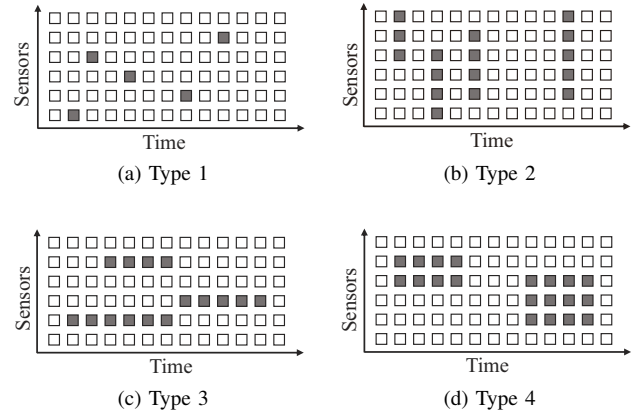 Sensors
Time
(a) Type 1
Sensors
Time
(b) Type 2
Sensors
Time
(c) Type 3
Sensors
Time
(d) Type 4